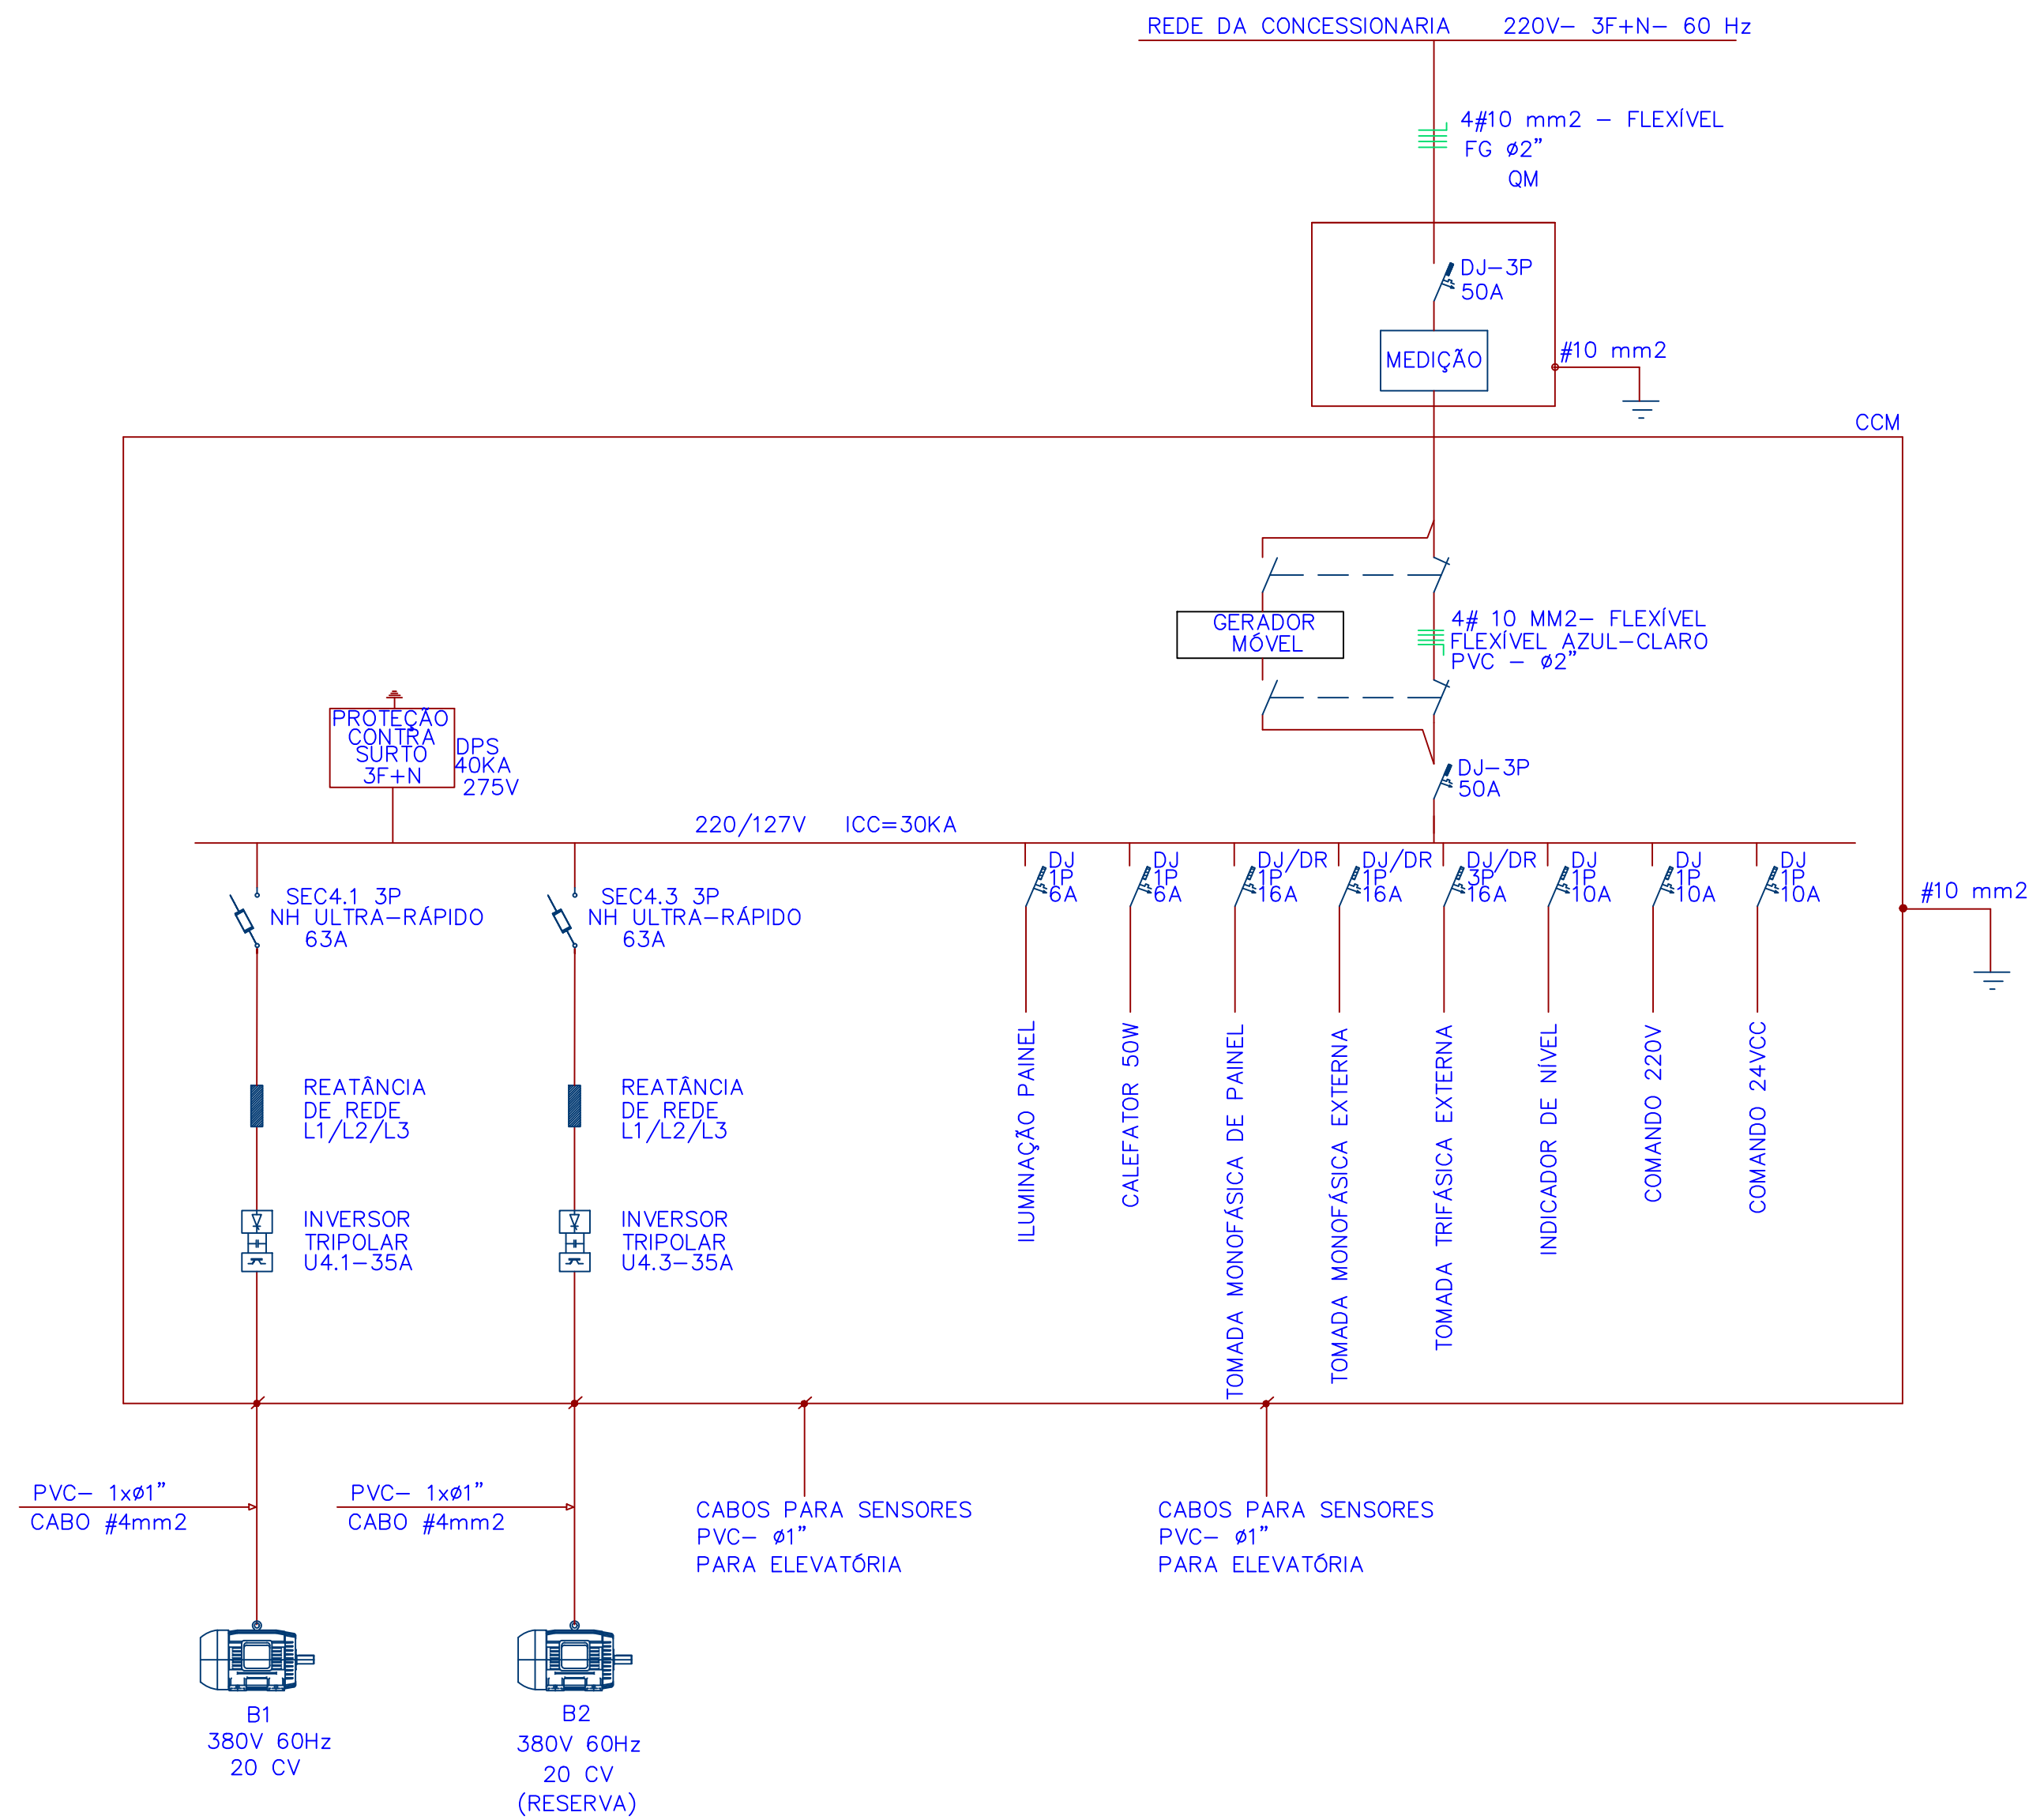 REDE DA CONCESSIONARIA 220V- 3F+N- 60 Hz
4#10 mm2 - FLEXÍVEL
FG ø2"
QM
DJ-3P
50A
MEDIÇÃO
#10 mm2
CCM
GERADOR
MÓVEL
4# 10 MM2- FLEXÍVEL
FLEXÍVEL AZUL-CLARO
PVC - ø2"
PROTEÇÃO
CONTRA
SURTO
3F+N
DPS
40KA
275V
DJ-3P
50A
220/127V ICC=30KA
SEC4.1 3P
NH ULTRA-RÁPIDO
63A
SEC4.3 3P
NH ULTRA-RÁPIDO
63A
DJ
1P
6A
DJ
1P
6A
DJ/DR
1P
16A
DJ/DR
1P
16A
DJ/DR
3P
16A
DJ
1P
10A
DJ
1P
10A
DJ
1P
10A
#10 mm2
ILUMINAÇÃO PAINEL
CALEFATOR 50W
TOMADA MONOFÁSICA DE PAINEL
TOMADA MONOFÁSICA EXTERNA
TOMADA TRIFÁSICA EXTERNA
INDICADOR DE NÍVEL
COMANDO 220V
COMANDO 24VCC
REATÂNCIA
DE REDE
L1/L2/L3
REATÂNCIA
DE REDE
L1/L2/L3
INVERSOR
TRIPOLAR
U4.1-35A
INVERSOR
TRIPOLAR
U4.3-35A
PVC- 1xø1"
CABO #4mm2
PVC- 1xø1"
CABO #4mm2
CABOS PARA SENSORES
PVC- ø1"
PARA ELEVATÓRIA
CABOS PARA SENSORES
PVC- ø1"
PARA ELEVATÓRIA
B1
380V 60Hz
20 CV
B2
380V 60Hz
20 CV
(RESERVA)